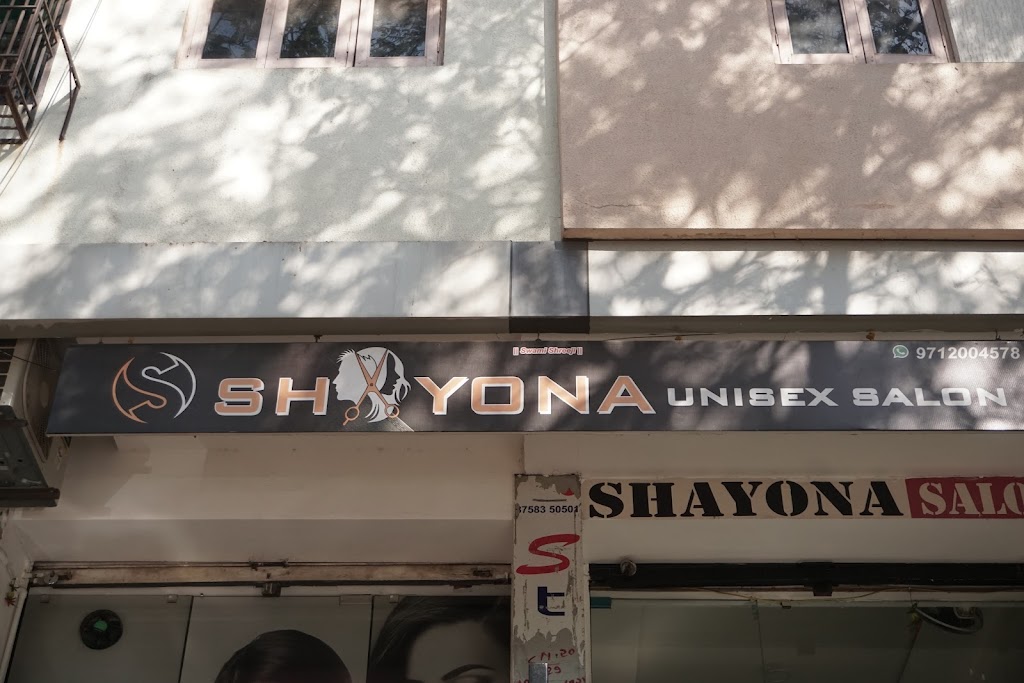 || Swami Shreeji ||
9712004578
SHAYONA UNISEX SALON
SHAYONA SALO
87583 50501
S
t